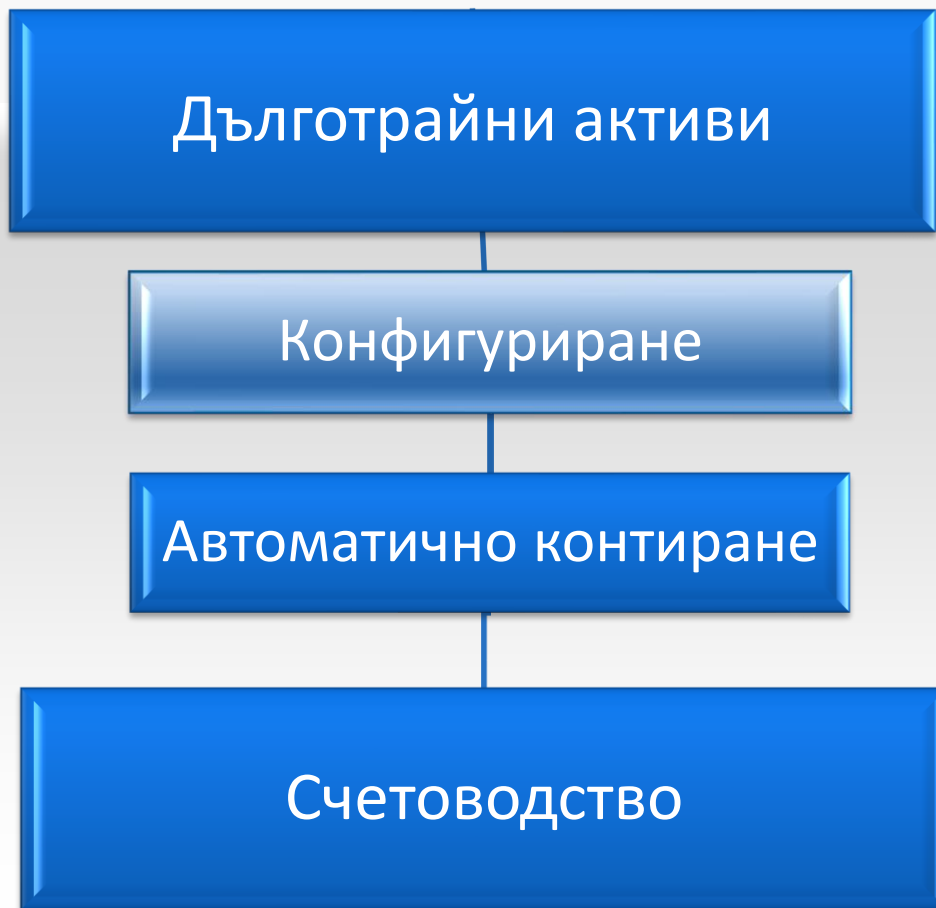 Дълготрайни активи
Конфигуриране
Автоматично контиране
Счетоводство